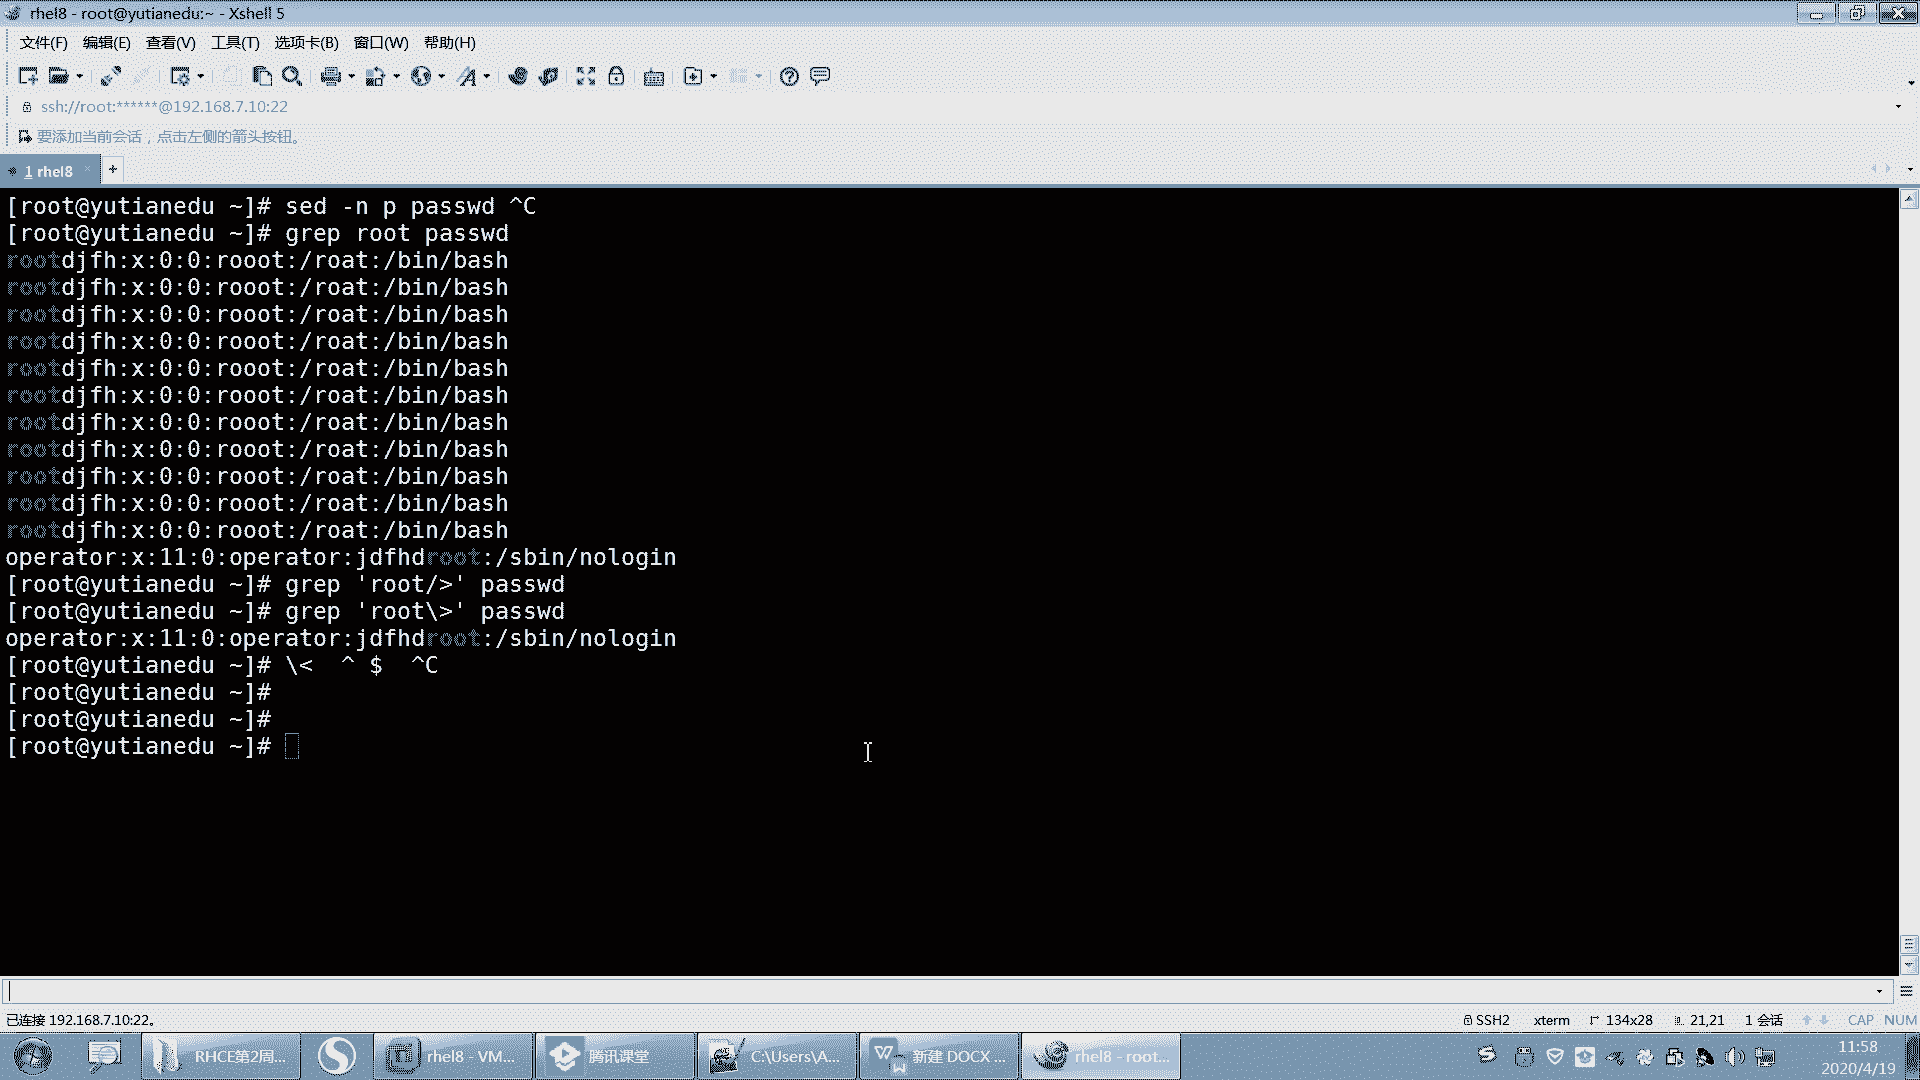 rhel8 - root@yutianedu:~ - Xshell 5
文件(F) 编辑(E) 查看(V) 工具(T) 选项卡(B) 窗口(W) 帮助(H)
ssh://root:******@192.168.7.10:22
要添加当前会话，点击左侧的箭头按钮。
1 rhel8
[root@yutianedu ~]# sed -n p passwd ^C
[root@yutianedu ~]# grep root passwd
rootdjfh:x:0:0:rooot:/roat:/bin/bash
rootdjfh:x:0:0:rooot:/roat:/bin/bash
rootdjfh:x:0:0:rooot:/roat:/bin/bash
rootdjfh:x:0:0:rooot:/roat:/bin/bash
rootdjfh:x:0:0:rooot:/roat:/bin/bash
rootdjfh:x:0:0:rooot:/roat:/bin/bash
rootdjfh:x:0:0:rooot:/roat:/bin/bash
rootdjfh:x:0:0:rooot:/roat:/bin/bash
rootdjfh:x:0:0:rooot:/roat:/bin/bash
rootdjfh:x:0:0:rooot:/roat:/bin/bash
rootdjfh:x:0:0:rooot:/roat:/bin/bash
operator:x:11:0:operator:jdfhdroot:/sbin/nologin
[root@yutianedu ~]# grep 'root/>' passwd
[root@yutianedu ~]# grep 'root\>' passwd
operator:x:11:0:operator:jdfhdroot:/sbin/nologin
[root@yutianedu ~]# \<  ^ $  ^C
[root@yutianedu ~]#
[root@yutianedu ~]#
[root@yutianedu ~]#
已连接 192.168.7.10:22。 SSH2 xterm 134x28 21,21 1 会话 CAP NUM
RHCE第2周... rhel8 - VM... 腾讯课堂 C:\Users\A... 新建 DOCX ... rhel8 - root...
11:58
2020/4/19